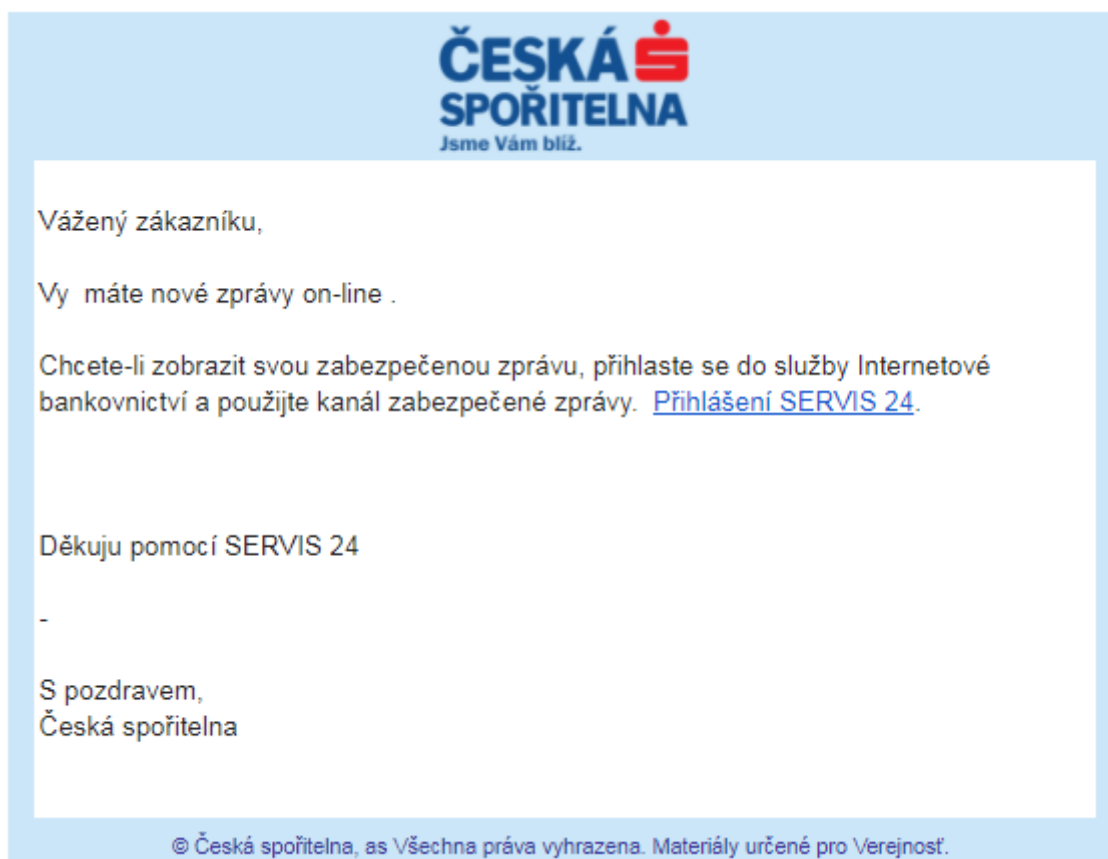 ČESKÁ
SPOŘITELNA
Jsme Vám blíž.
Vážený zákazníku,
Vy  máte nové zprávy on-line .
Chcete-li zobrazit svou zabezpečenou zprávu, přihlaste se do služby Internetové
bankovnictví a použijte kanál zabezpečené zprávy.  Přihlášení SERVIS 24.
Děkuju pomocí SERVIS 24
-
S pozdravem,
Česká spořitelna
© Česká spořitelna, as Všechna práva vyhrazena. Materiály určené pro Verejnosť.